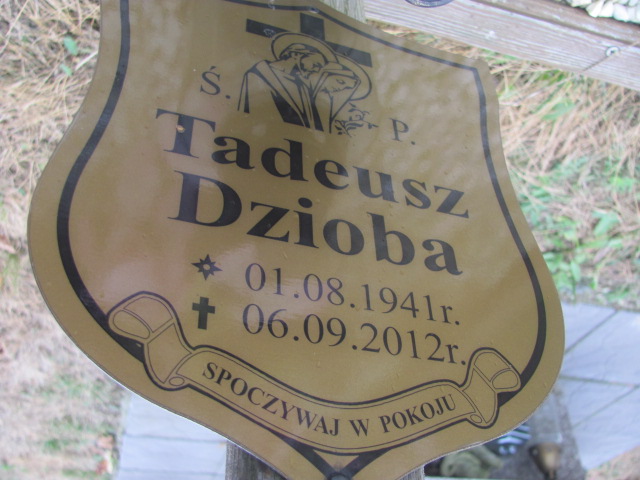 Ś. P.
Tadeusz
Dzioba
01.08.1941r.
06.09.2012r.
SPOCZYWAJ W POKOJU